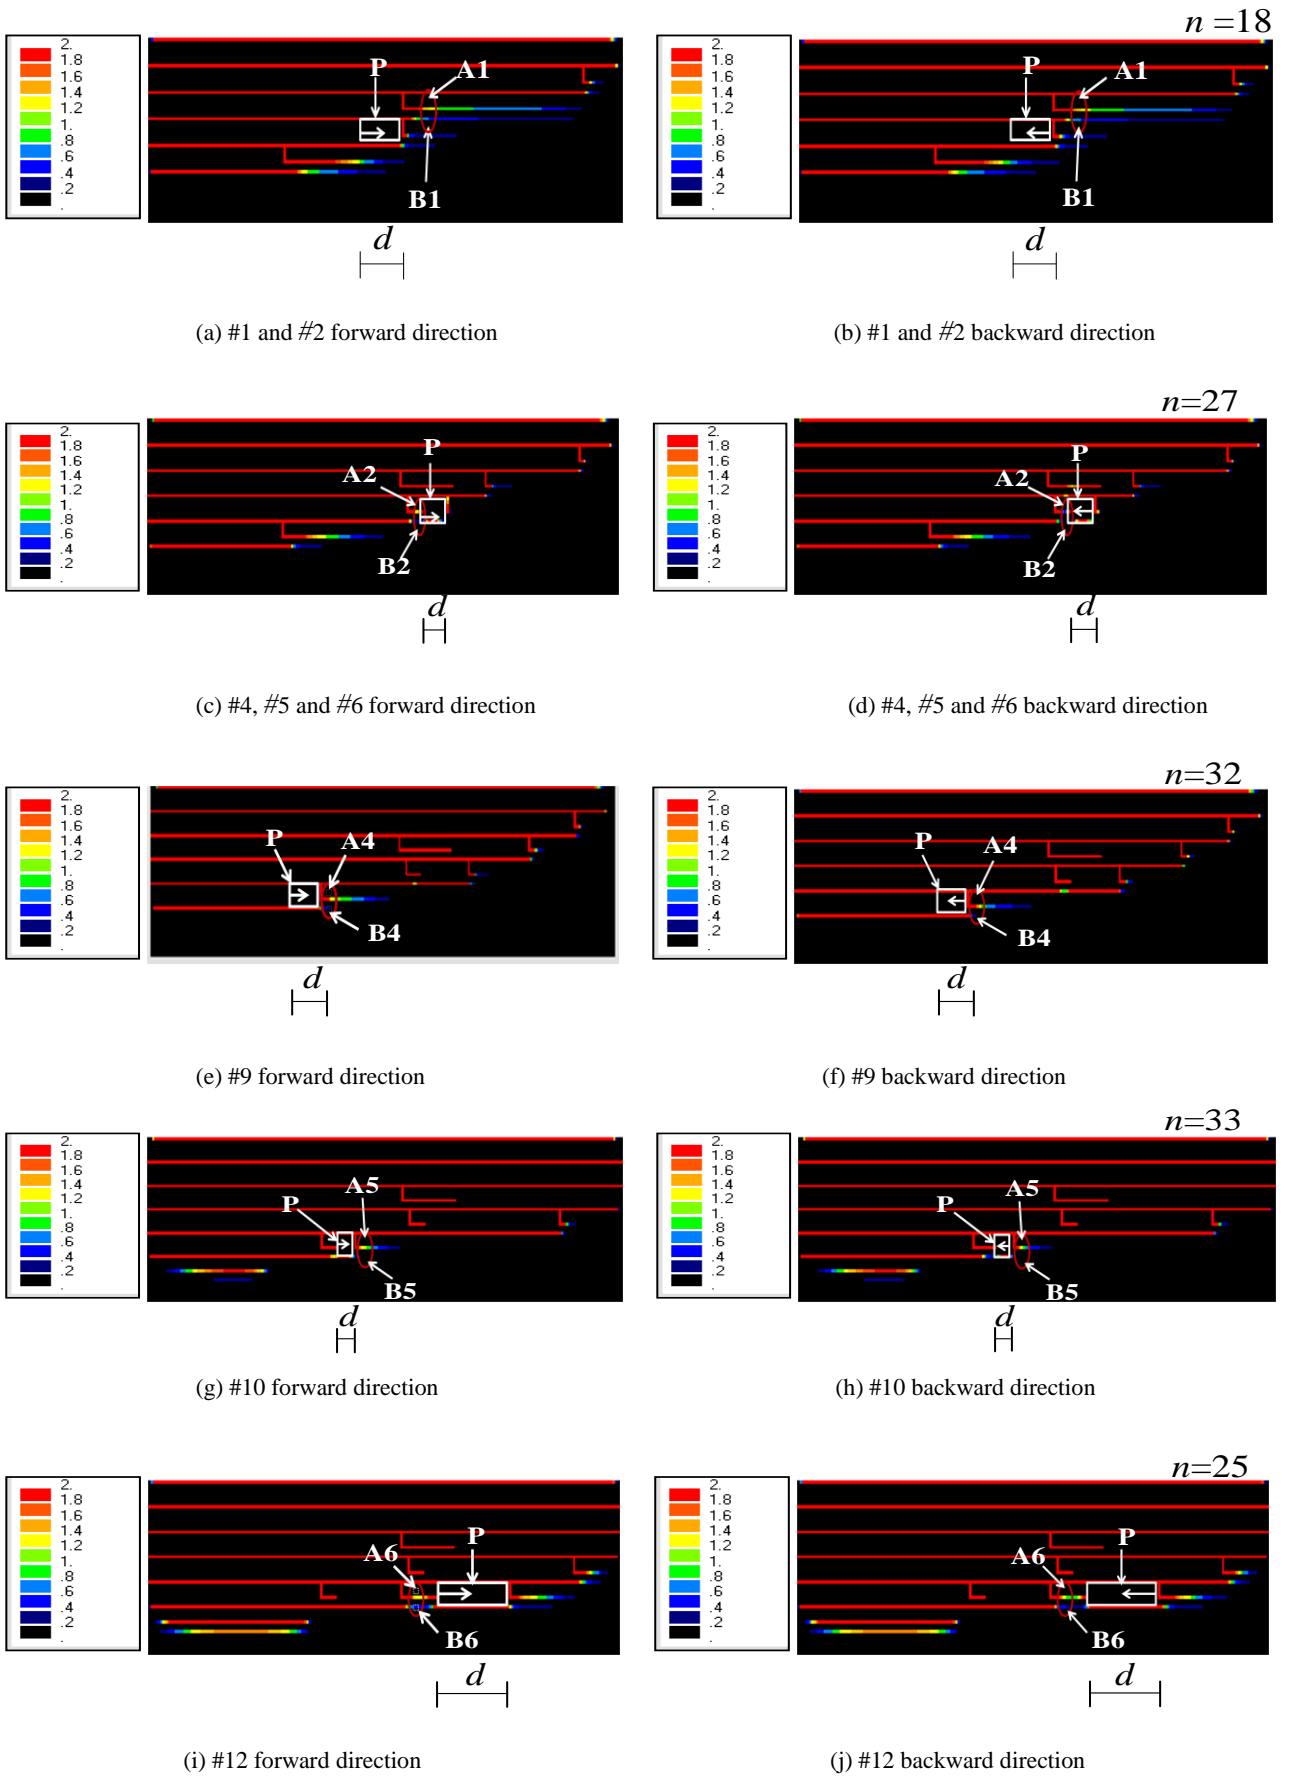 n =18
2.
1.8
1.6
1.4
1.2
1.
.8
.6
.4
.2
.
P
A1
B1
d
2.
1.8
1.6
1.4
1.2
1.
.8
.6
.4
.2
.
P
A1
B1
d
(a) #1 and #2 forward direction
(b) #1 and #2 backward direction
n=27
2.
1.8
1.6
1.4
1.2
1.
.8
.6
.4
.2
.
P
A2
B2
d
2.
1.8
1.6
1.4
1.2
1.
.8
.6
.4
.2
.
P
A2
B2
d
(c) #4, #5 and #6 forward direction
(d) #4, #5 and #6 backward direction
n=32
2.
1.8
1.6
1.4
1.2
1.
.8
.6
.4
.2
.
P
A4
B4
d
2.
1.8
1.6
1.4
1.2
1.
.8
.6
.4
.2
.
P
A4
B4
d
(e) #9 forward direction
(f) #9 backward direction
n=33
2.
1.8
1.6
1.4
1.2
1.
.8
.6
.4
.2
.
P
A5
B5
d
2.
1.8
1.6
1.4
1.2
1.
.8
.6
.4
.2
.
P
A5
B5
d
(g) #10 forward direction
(h) #10 backward direction
n=25
2.
1.8
1.6
1.4
1.2
1.
.8
.6
.4
.2
.
P
A6
B6
d
2.
1.8
1.6
1.4
1.2
1.
.8
.6
.4
.2
.
P
A6
B6
d
(i) #12 forward direction
(j) #12 backward direction